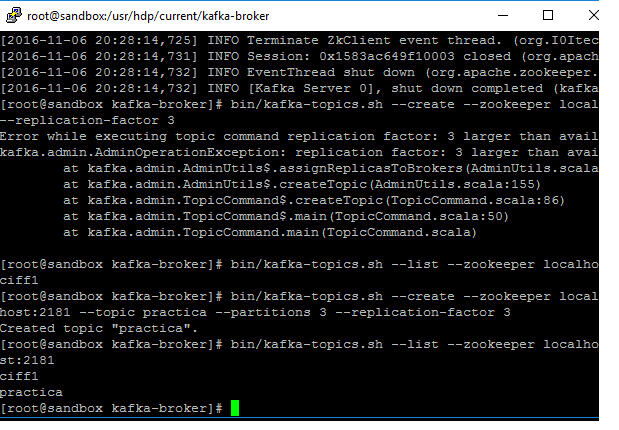 root@sandbox:/usr/hdp/current/kafka-broker
[2016-11-06 20:28:14,725] INFO Terminate ZkClient event thread. (org.I0Itec
[2016-11-06 20:28:14,731] INFO Session: 0x1583ac649f10003 closed (org.apach
[2016-11-06 20:28:14,732] INFO EventThread shut down (org.apache.zookeeper.
[2016-11-06 20:28:14,732] INFO [Kafka Server 0], shut down completed (kafka
[root@sandbox kafka-broker]# bin/kafka-topics.sh --create --zookeeper local
--replication-factor 3
Error while executing topic command replication factor: 3 larger than avail
kafka.admin.AdminOperationException: replication factor: 3 larger than avai
at kafka.admin.AdminUtils$.assignReplicasToBrokers(AdminUtils.scala
at kafka.admin.AdminUtils$.createTopic(AdminUtils.scala:155)
at kafka.admin.TopicCommand$.createTopic(TopicCommand.scala:86)
at kafka.admin.TopicCommand$.main(TopicCommand.scala:50)
at kafka.admin.TopicCommand.main(TopicCommand.scala)
[root@sandbox kafka-broker]# bin/kafka-topics.sh --list --zookeeper localho
ciff1
[root@sandbox kafka-broker]# bin/kafka-topics.sh --create --zookeeper local
host:2181 --topic practica --partitions 3 --replication-factor 3
Created topic "practica".
[root@sandbox kafka-broker]# bin/kafka-topics.sh --list --zookeeper localho
st:2181
ciff1
practica
[root@sandbox kafka-broker]#